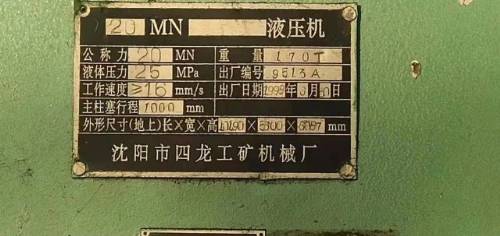 20 MN 液压机
公称力 20 MN 重量 170T
液体压力 25 MPa 出厂编号 9513A
工作速度 ≥16 mm/s 出厂日期 1995年 月 日
主柱塞行程 1000 mm
外形尺寸(地上)长×宽×高 × × mm
沈阳市四龙工矿机械厂